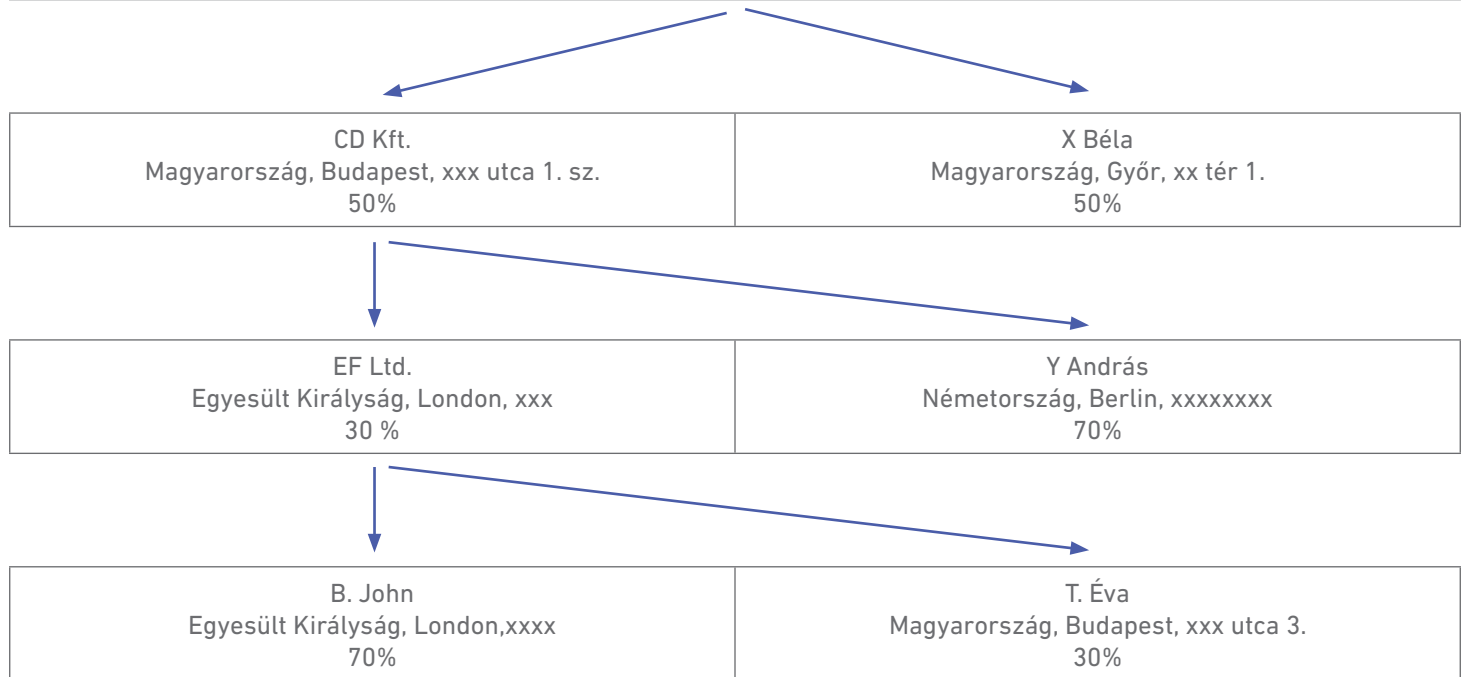 CD Kft.
Magyarország, Budapest, xxx utca 1. sz.
50%
X Béla
Magyarország, Győr, xx tér 1.
50%
EF Ltd.
Egyesült Királyság, London, xxx
30 %
Y András
Németország, Berlin, xxxxxxxx
70%
B. John
Egyesült Királyság, London,xxxx
70%
T. Éva
Magyarország, Budapest, xxx utca 3.
30%